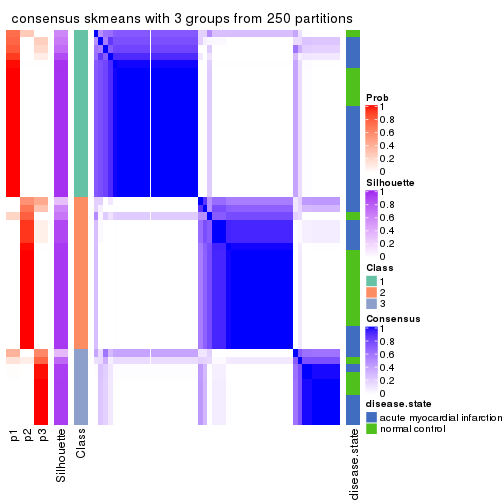 consensus skmeans with 3 groups from 250 partitions
Prob
1
0.8
0.6
0.4
0.2
0
Silhouette
1
0.8
0.6
0.4
0.2
0
Class
1
2
3
Consensus
1
0.8
0.6
0.4
0.2
0
disease.state
acute myocardial infarction
normal control
p1
p2
p3
Silhouette
Class
disease.state